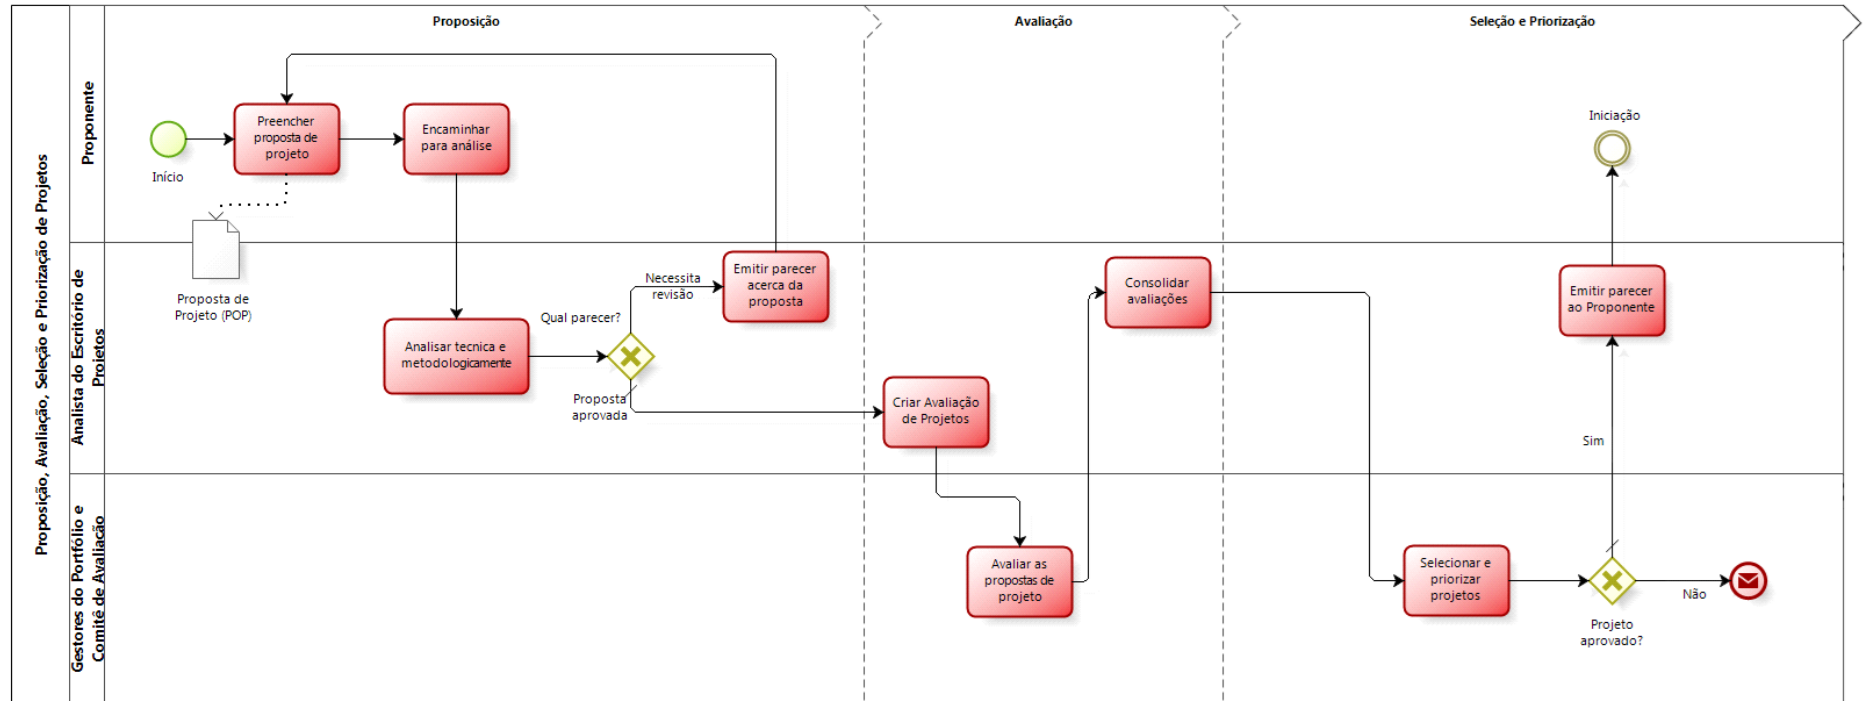 Proposição, Avaliação, Seleção e Priorização de Projetos
Proposição
Avaliação
Seleção e Priorização
Proponente
Início
Preencher
proposta de
projeto
Encaminhar
para análise
Proposta de
Projeto (POP)
Iniciação
Analista do Escritório de
Projetos
Analisar tecnica e
metodologicamente
Qual parecer?
Necessita
revisão
Emitir parecer
acerca da
proposta
Proposta
aprovada
Criar Avaliação
de Projetos
Consolidar
avaliações
Emitir parecer
ao Proponente
Sim
Gestores do Portfólio e
Comitê de Avaliação
Avaliar as
propostas de
projeto
Selecionar e
priorizar
projetos
Projeto
aprovado?
Não